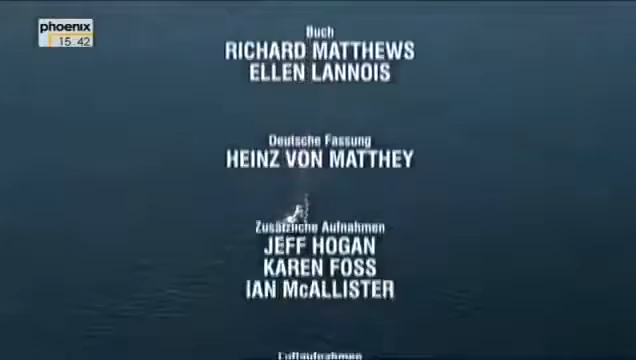 phoenix
15 42
Buch
RICHARD MATTHEWS
ELLEN LANNOIS
Deutsche Fassung
HEINZ VON MATTHEY
Zusätzliche Aufnahmen
JEFF HOGAN
KAREN FOSS
IAN McALLISTER
Luftaufnahmen